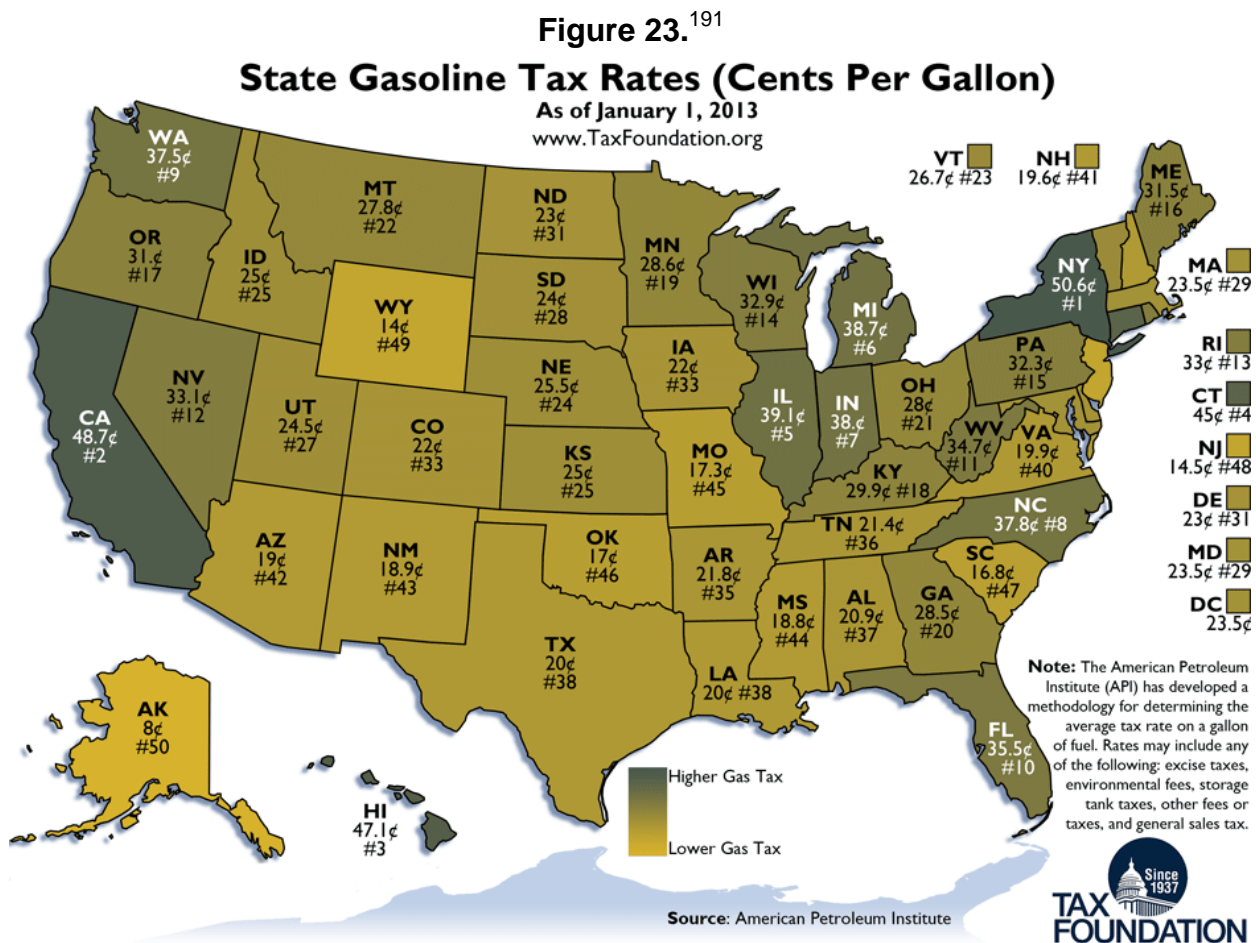 Figure 23.191
State Gasoline Tax Rates (Cents Per Gallon)
As of January 1, 2013
www.TaxFoundation.org
WA
37.5¢
#9
OR
31.¢
#17
CA
48.7¢
#2
NV
33.1¢
#12
ID
25¢
#25
MT
27.8¢
#22
WY
14¢
#49
UT
24.5¢
#27
CO
22¢
#33
AZ
19¢
#42
NM
18.9¢
#43
ND
23¢
#31
SD
24¢
#28
NE
25.5¢
#24
KS
25¢
#25
OK
17¢
#46
TX
20¢
#38
MN
28.6¢
#19
IA
22¢
#33
MO
17.3¢
#45
AR
21.8¢
#35
LA
20¢ #38
WI
32.9¢
#14
IL
39.1¢
#5
MI
38.7¢
#6
IN
38.¢
#7
OH
28¢
#21
KY
29.9¢ #18
TN 21.4¢
#36
MS
18.8¢
#44
AL
20.9¢
#37
GA
28.5¢
#20
FL
35.5¢
#10
SC
16.8¢
#47
NC
37.8¢ #8
VA
19.9¢
#40
WV
34.7¢
#11
PA
32.3¢
#15
NY
50.6¢
#1
VT
26.7¢ #23
NH
19.6¢ #41
ME
31.5¢
#16
MA
23.5¢ #29
RI
33¢ #13
CT
45¢ #4
NJ
14.5¢ #48
DE
23¢ #31
MD
23.5¢ #29
DC
23.5¢
AK
8¢
#50
HI
47.1¢
#3
Higher Gas Tax
Lower Gas Tax
Note: The American Petroleum
Institute (API) has developed a
methodology for determining the
average tax rate on a gallon
of fuel. Rates may include any
of the following: excise taxes,
environmental fees, storage
tank taxes, other fees or
taxes, and general sales tax.
Source: American Petroleum Institute
Since
1937
TAX
FOUNDATION